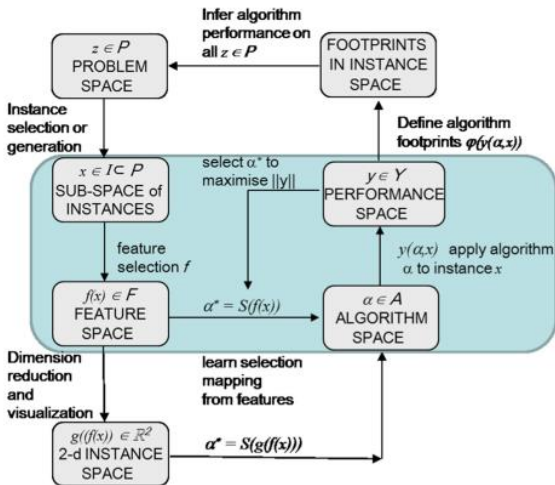 Infer algorithm
performance on
all z ∈ P
z ∈ P
PROBLEM
SPACE
FOOTPRINTS
IN INSTANCE
SPACE
Instance
selection or
generation
Define algorithm
footprints φ(y(α,x))
x ∈ I ⊂ P
SUB-SPACE of
INSTANCES
select α* to
maximise ||y||
y ∈ Y
PERFORMANCE
SPACE
feature
selection f
y(α,x) apply algorithm
α to instance x
f(x) ∈ F
FEATURE
SPACE
α* = S(f(x))
α ∈ A
ALGORITHM
SPACE
Dimension
reduction
and
visualization
learn selection
mapping
from features
g((f(x)) ∈ ℝ²
2-d INSTANCE
SPACE
α* = S(g(f(x)))